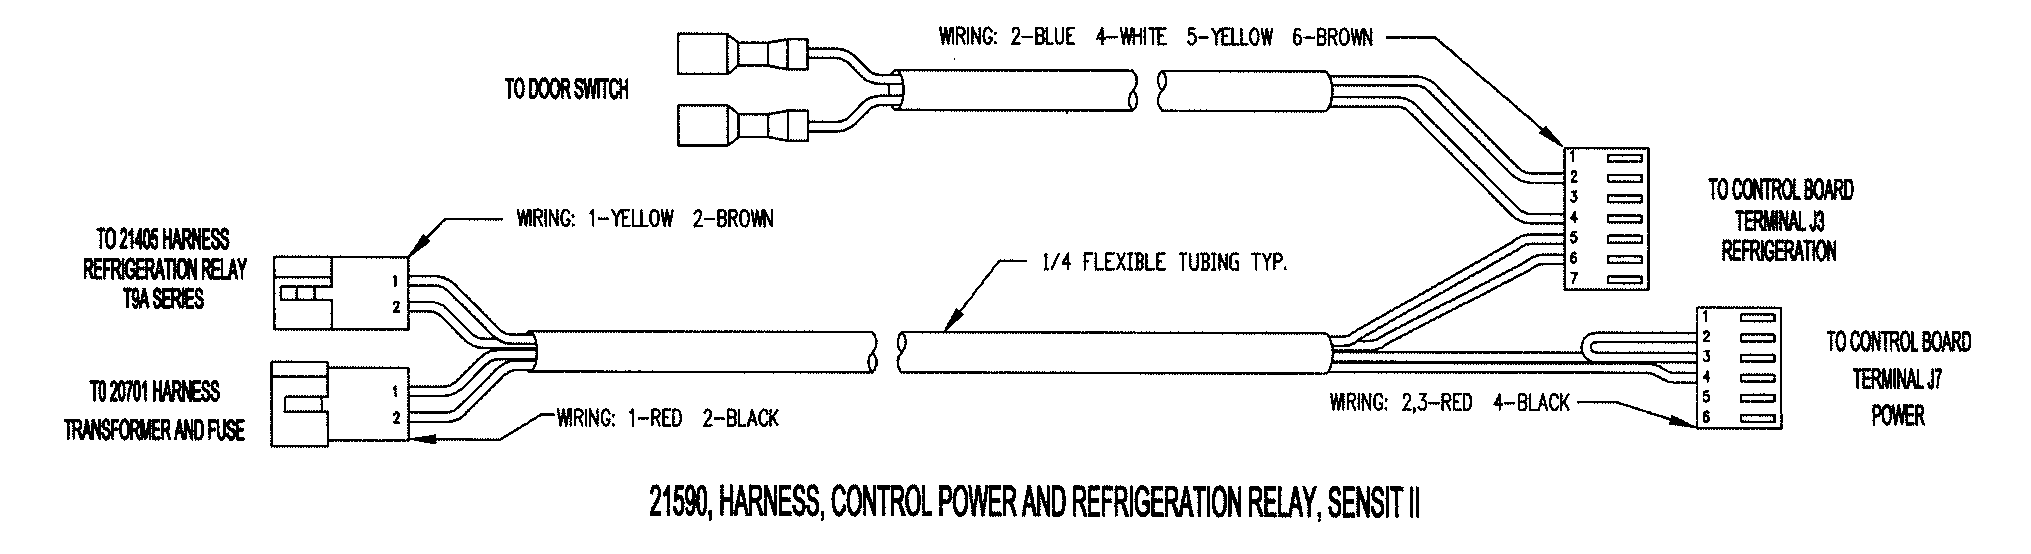 WIRING: 2-BLUE 4-WHITE 5-YELLOW 6-BROWN
TO DOOR SWITCH
1
2
3
4
5
6
7
TO CONTROL BOARD
TERMINAL J3
REFRIGERATION
WIRING: 1-YELLOW 2-BROWN
TO 21405 HARNESS
REFRIGERATION RELAY
T9A SERIES
1
2
1/4 FLEXIBLE TUBING TYP.
1
2
3
4
5
6
TO CONTROL BOARD
TERMINAL J7
POWER
TO 20701 HARNESS
TRANSFORMER AND FUSE
1
2
WIRING: 1-RED 2-BLACK
WIRING: 2,3-RED 4-BLACK
21590, HARNESS, CONTROL POWER AND REFRIGERATION RELAY, SENSIT II